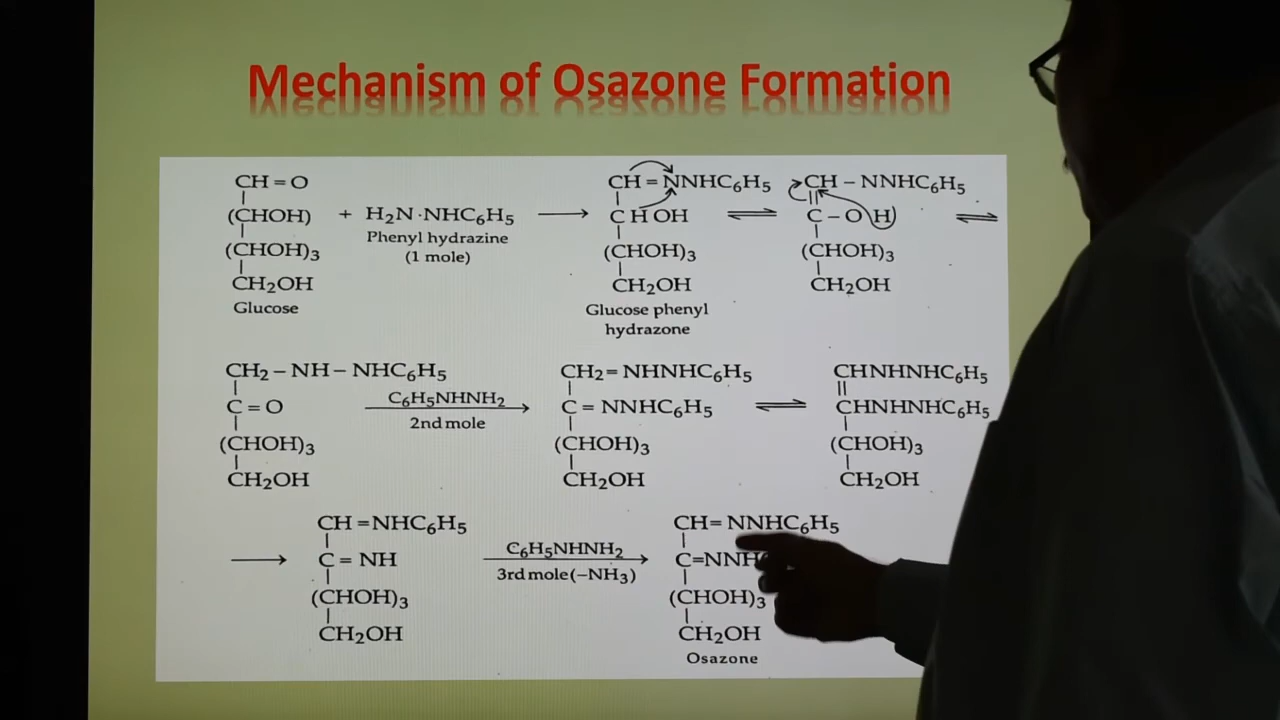 Mechanism of Osazone Formation
CH = O
(CHOH) + H₂N·NHC₆H₅
Phenyl hydrazine
(1 mole)
(CHOH)₃
CH₂OH
Glucose
CH = NNHC₆H₅
CHOH
(CHOH)₃
CH₂OH
Glucose phenyl
hydrazone
CH – NNHC₆H₅
C – O H
(CHOH)₃
CH₂OH
CH₂ – NH – NHC₆H₅
C = O
(CHOH)₃
CH₂OH
C₆H₅NHNH₂
2nd mole
CH₂ = NHNHC₆H₅
C = NNHC₆H₅
(CHOH)₃
CH₂OH
CHNHNHC₆H₅
CHNHNHC₆H₅
(CHOH)₃
CH₂OH
CH = NHC₆H₅
C = NH
(CHOH)₃
CH₂OH
C₆H₅NHNH₂
3rd mole (–NH₃)
CH = NNHC₆H₅
C=NNH
(CHOH)₃
CH₂OH
Osazone